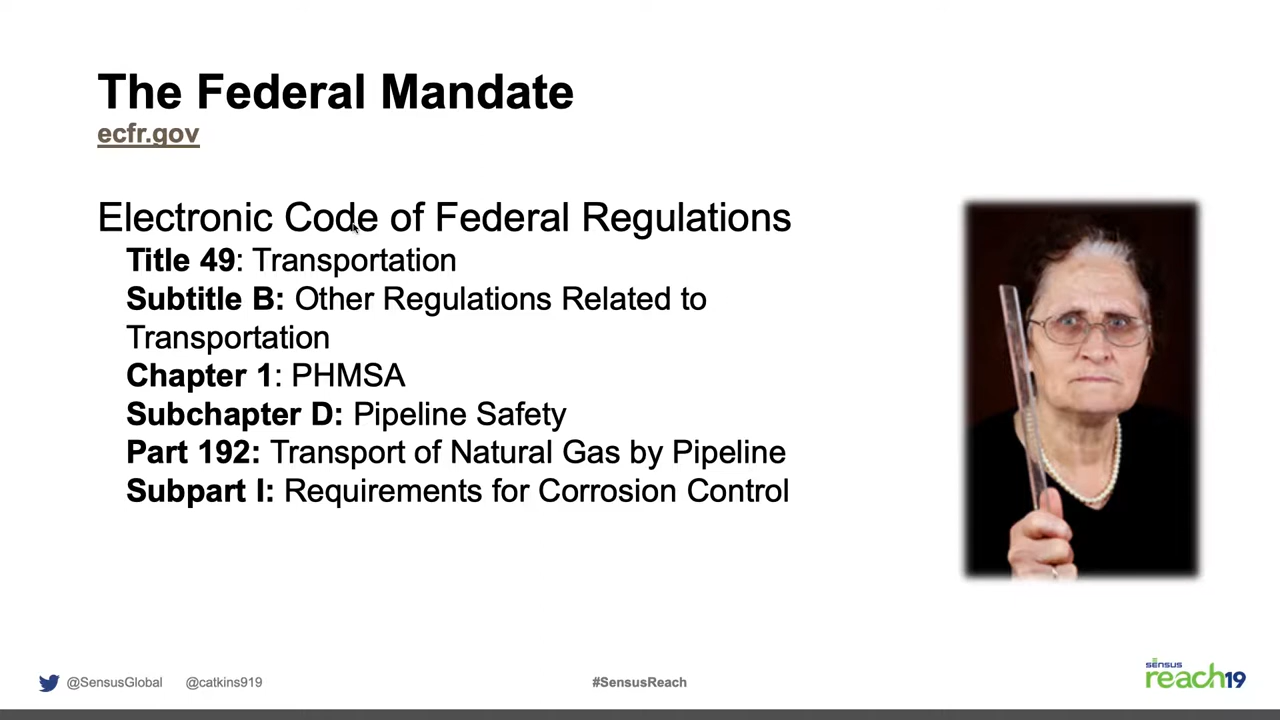 The Federal Mandate
ecfr.gov
Electronic Code of Federal Regulations
Title 49: Transportation
Subtitle B: Other Regulations Related to
Transportation
Chapter 1: PHMSA
Subchapter D: Pipeline Safety
Part 192: Transport of Natural Gas by Pipeline
Subpart I: Requirements for Corrosion Control
@SensusGlobal @catkins919 #SensusReach
sensus
reach19